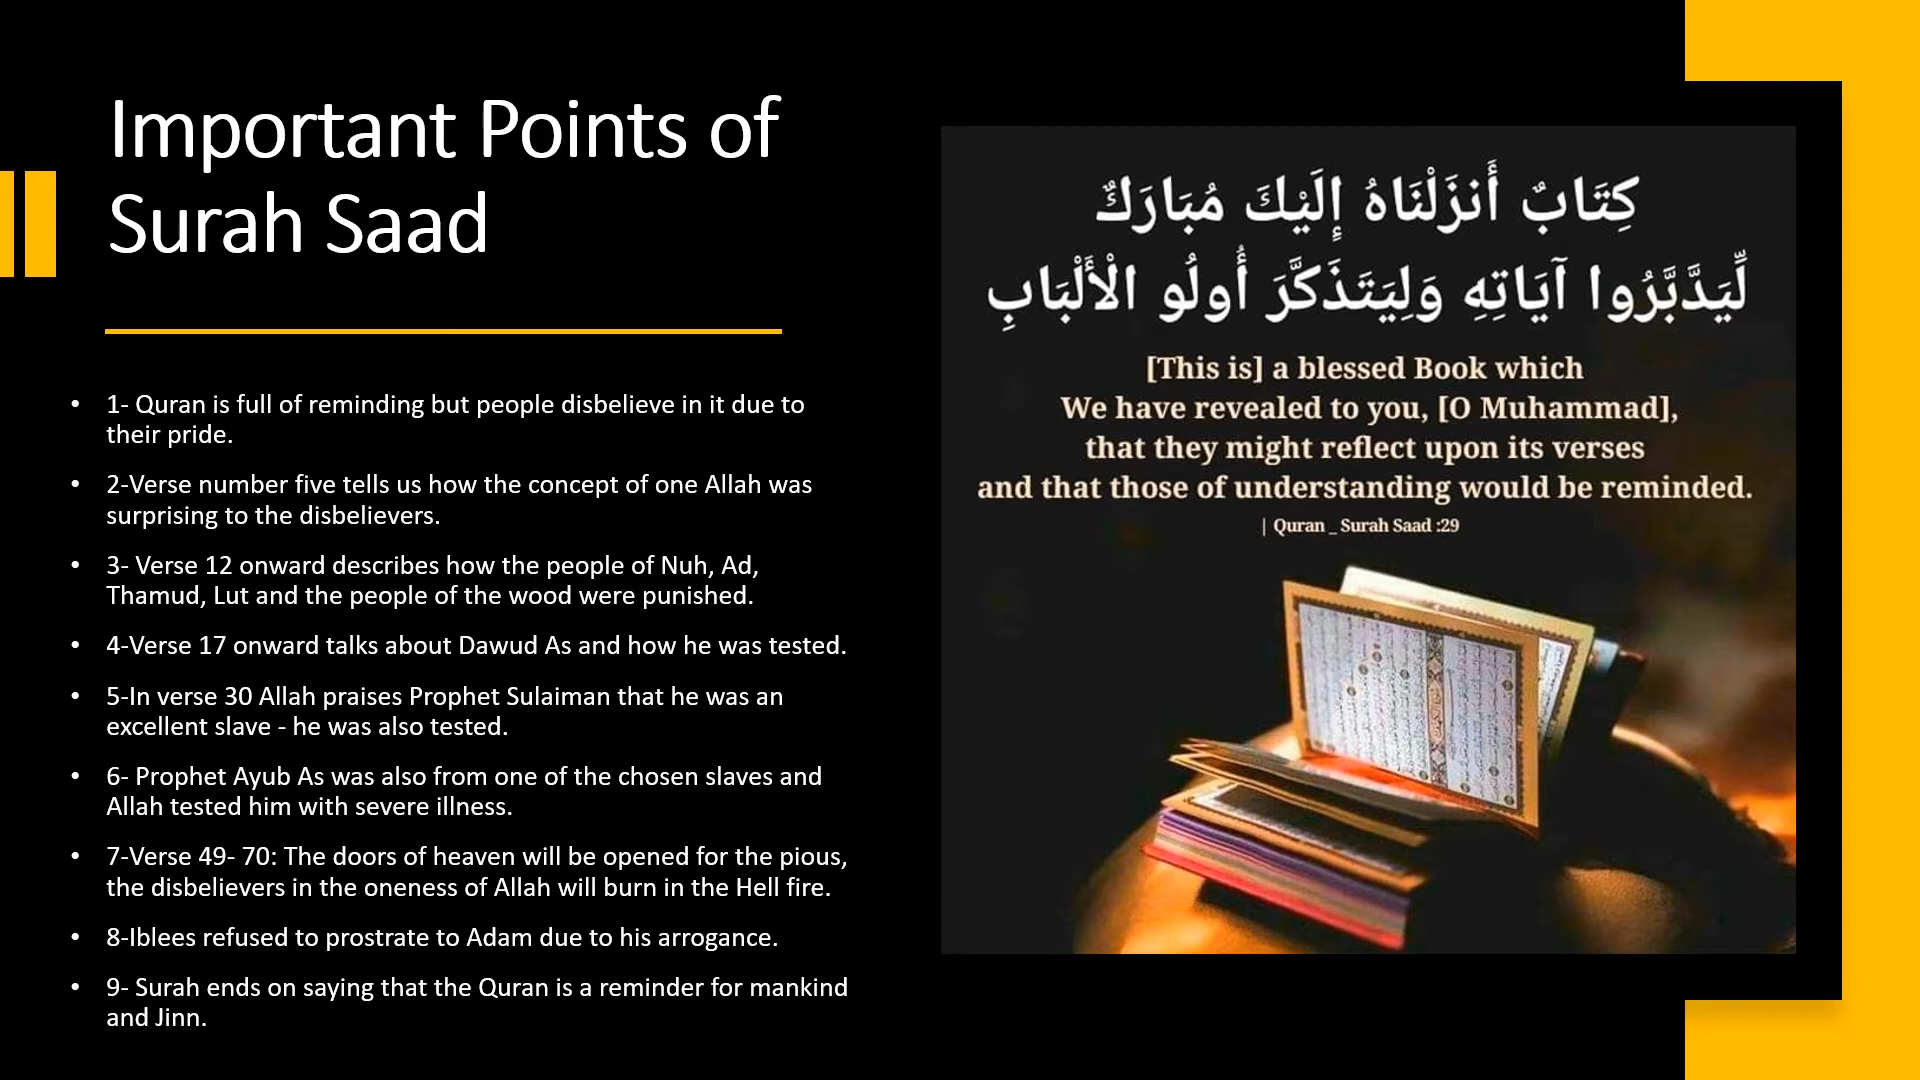 Important Points of
Surah Saad
• 1- Quran is full of reminding but people disbelieve in it due to
their pride.
• 2-Verse number five tells us how the concept of one Allah was
surprising to the disbelievers.
• 3- Verse 12 onward describes how the people of Nuh, Ad,
Thamud, Lut and the people of the wood were punished.
• 4-Verse 17 onward talks about Dawud As and how he was tested.
• 5-In verse 30 Allah praises Prophet Sulaiman that he was an
excellent slave - he was also tested.
• 6- Prophet Ayub As was also from one of the chosen slaves and
Allah tested him with severe illness.
• 7-Verse 49- 70: The doors of heaven will be opened for the pious,
the disbelievers in the oneness of Allah will burn in the Hell fire.
• 8-Iblees refused to prostrate to Adam due to his arrogance.
• 9- Surah ends on saying that the Quran is a reminder for mankind
and Jinn.
كِتَابٌ أَنزَلْنَاهُ إِلَيْكَ مُبَارَكٌ
لِّيَدَّبَّرُوا آيَاتِهِ وَلِيَتَذَكَّرَ أُولُو الْأَلْبَابِ
[This is] a blessed Book which
We have revealed to you, [O Muhammad],
that they might reflect upon its verses
and that those of understanding would be reminded.
| Quran _ Surah Saad :29